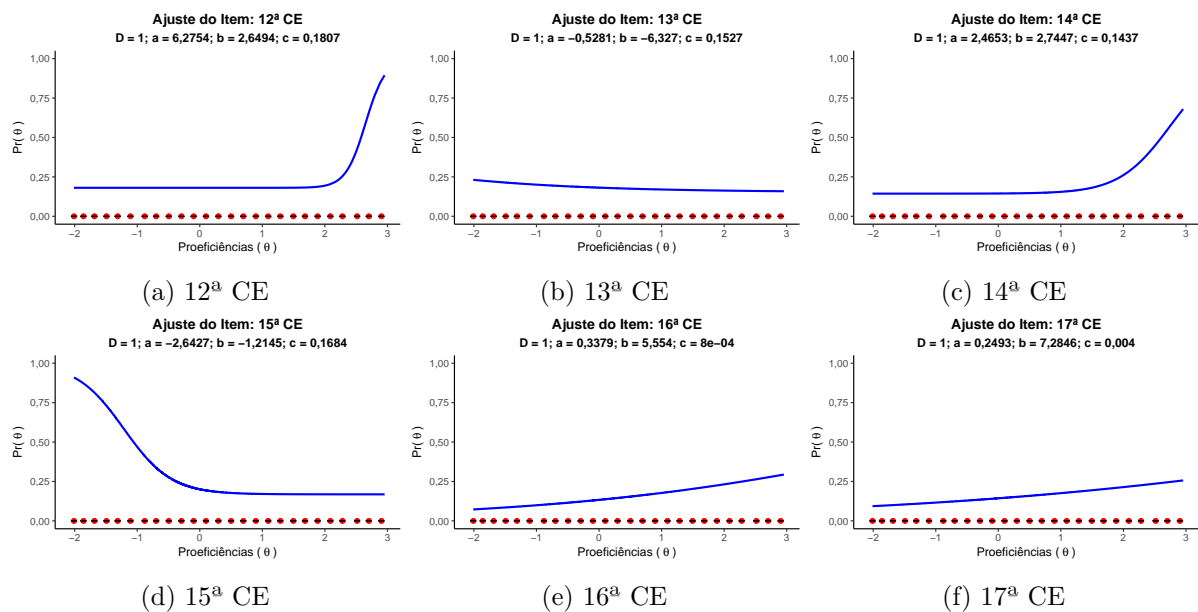 Ajuste do Item: 12ª CE
D = 1; a = 6,2754; b = 2,6494; c = 0,1807
1,00
0,75
0,50
0,25
0,00
Pr( θ )
−2 −1 0 1 2 3
Proeficiências ( θ )
(a) 12ª CE
Ajuste do Item: 13ª CE
D = 1; a = −0,5281; b = −6,327; c = 0,1527
1,00
0,75
0,50
0,25
0,00
Pr( θ )
−2 −1 0 1 2 3
Proeficiências ( θ )
(b) 13ª CE
Ajuste do Item: 14ª CE
D = 1; a = 2,4653; b = 2,7447; c = 0,1437
1,00
0,75
0,50
0,25
0,00
Pr( θ )
−2 −1 0 1 2 3
Proeficiências ( θ )
(c) 14ª CE
Ajuste do Item: 15ª CE
D = 1; a = −2,6427; b = −1,2145; c = 0,1684
1,00
0,75
0,50
0,25
0,00
Pr( θ )
−2 −1 0 1 2 3
Proeficiências ( θ )
(d) 15ª CE
Ajuste do Item: 16ª CE
D = 1; a = 0,3379; b = 5,554; c = 8e−04
1,00
0,75
0,50
0,25
0,00
Pr( θ )
−2 −1 0 1 2 3
Proeficiências ( θ )
(e) 16ª CE
Ajuste do Item: 17ª CE
D = 1; a = 0,2493; b = 7,2846; c = 0,004
1,00
0,75
0,50
0,25
0,00
Pr( θ )
−2 −1 0 1 2 3
Proeficiências ( θ )
(f) 17ª CE